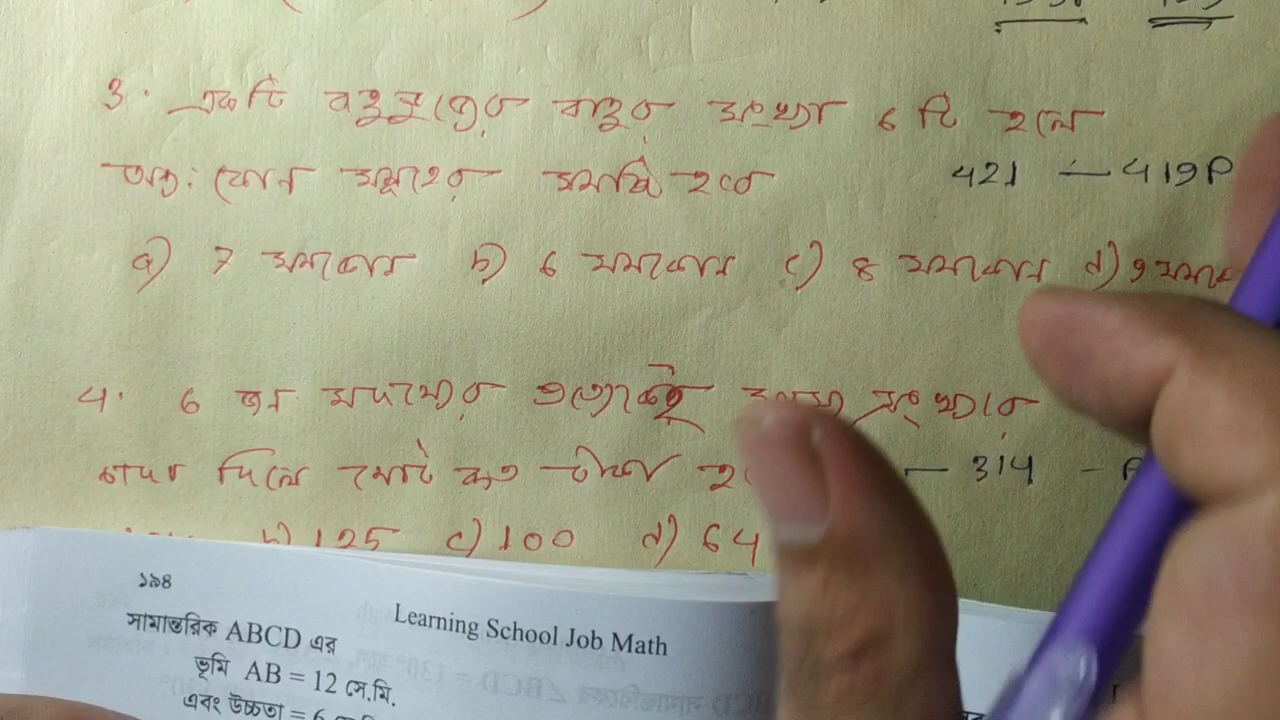 3. একটি বহুভুজের বাহুর সংখ্যা 6 টি হলে
অন্ত: কোন সমূহের সমষ্টি হবে 421 — 419P
a) 7 সমকোন b) 6 সমকোন c) 8 সমকোন d) 9
4. 6 জন সদস্যের প্রত্যেকেই সংখ্যার
দিলে মোট কত টাকা — 314 -
b) 125 c) 100 d) 64
১৯৪
Learning School Job Math
সামান্তরিক ABCD এর
ভূমি AB = 12 সে.মি.
এবং উচ্চতা = 6